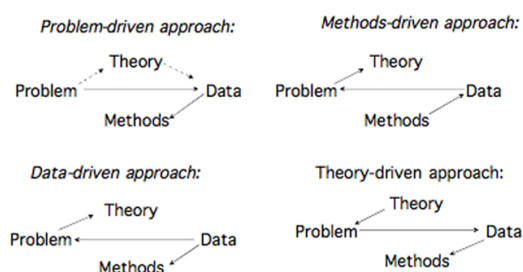 Problem-driven approach:
Theory
Problem
Data
Methods
Methods-driven approach:
Theory
Problem
Data
Methods
Data-driven approach:
Theory
Problem
Data
Methods
Theory-driven approach:
Theory
Problem
Data
Methods